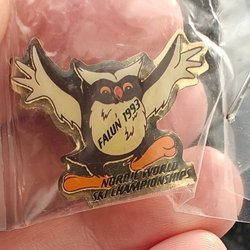 FALUN 1993
NORDIC WORLD
SKI CHAMPIONSHIPS